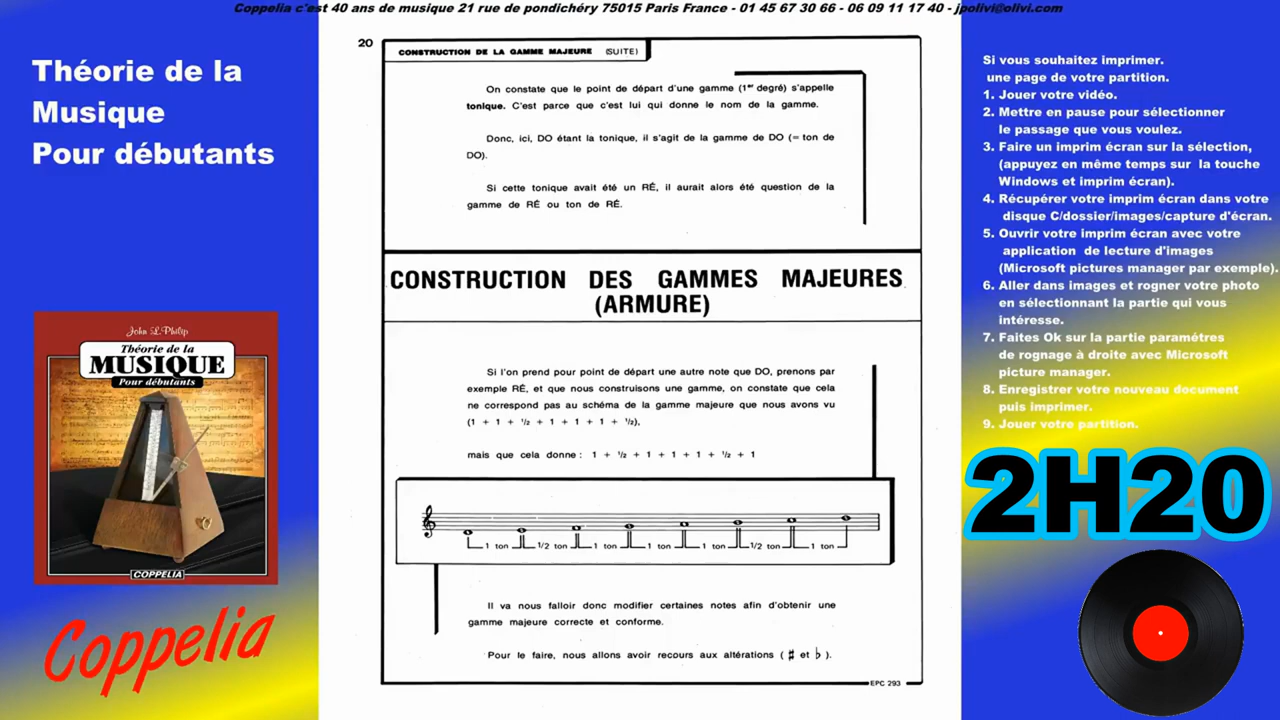 Coppelia c'est 40 ans de musique 21 rue de pondichéry 75015 Paris France - 01 45 67 30 66 - 06 09 11 17 40 - jpolivi@olivi.com
Théorie de la
Musique
Pour débutants
John L. Philip
Théorie de la
MUSIQUE
Pour débutants
COPPELIA
Coppelia
20
CONSTRUCTION DE LA GAMME MAJEURE (SUITE)
On constate que le point de départ d'une gamme (1er degré) s'appelle
tonique. C'est parce que c'est lui qui donne le nom de la gamme.
Donc, ici, DO étant la tonique, il s'agit de la gamme de DO (= ton de
DO).
Si cette tonique avait été un RÉ, il aurait alors été question de la
gamme de RÉ ou ton de RÉ.
CONSTRUCTION DES GAMMES MAJEURES
(ARMURE)
Si l'on prend pour point de départ une autre note que DO, prenons par
exemple RÉ, et que nous construisons une gamme, on constate que cela
ne correspond pas au schéma de la gamme majeure que nous avons vu
(1 + 1 + 1/2 + 1 + 1 + 1 + 1/2),
mais que cela donne : 1 + 1/2 + 1 + 1 + 1 + 1/2 + 1
1 ton 1/2 ton 1 ton 1 ton 1 ton 1/2 ton 1 ton
Il va nous falloir donc modifier certaines notes afin d'obtenir une
gamme majeure correcte et conforme.
Pour le faire, nous allons avoir recours aux altérations (♯ et ♭).
EPC 293
Si vous souhaitez imprimer.
une page de votre partition.
1. Jouer votre vidéo.
2. Mettre en pause pour sélectionner
le passage que vous voulez.
3. Faire un imprim écran sur la sélection,
(appuyez en même temps sur la touche
Windows et imprim écran).
4. Récupérer votre imprim écran dans votre
disque C/dossier/images/capture d'écran.
5. Ouvrir votre imprim écran avec votre
application de lecture d'images
(Microsoft pictures manager par exemple).
6. Aller dans images et rogner votre photo
en sélectionnant la partie qui vous
intéresse.
7. Faites Ok sur la partie paramétres
de rognage à droite avec Microsoft
picture manager.
8. Enregistrer votre nouveau document
puis imprimer.
9. Jouer votre partition.
2H20